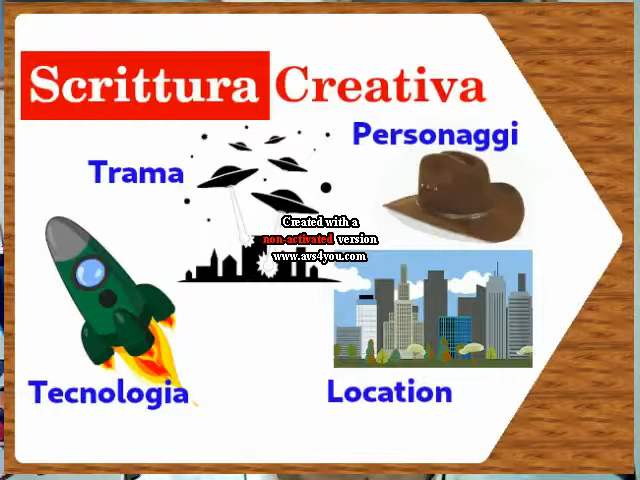 Scrittura Creativa
Personaggi
Trama
Created with a
non-activated version
www.avs4you.com
Tecnologia
Location